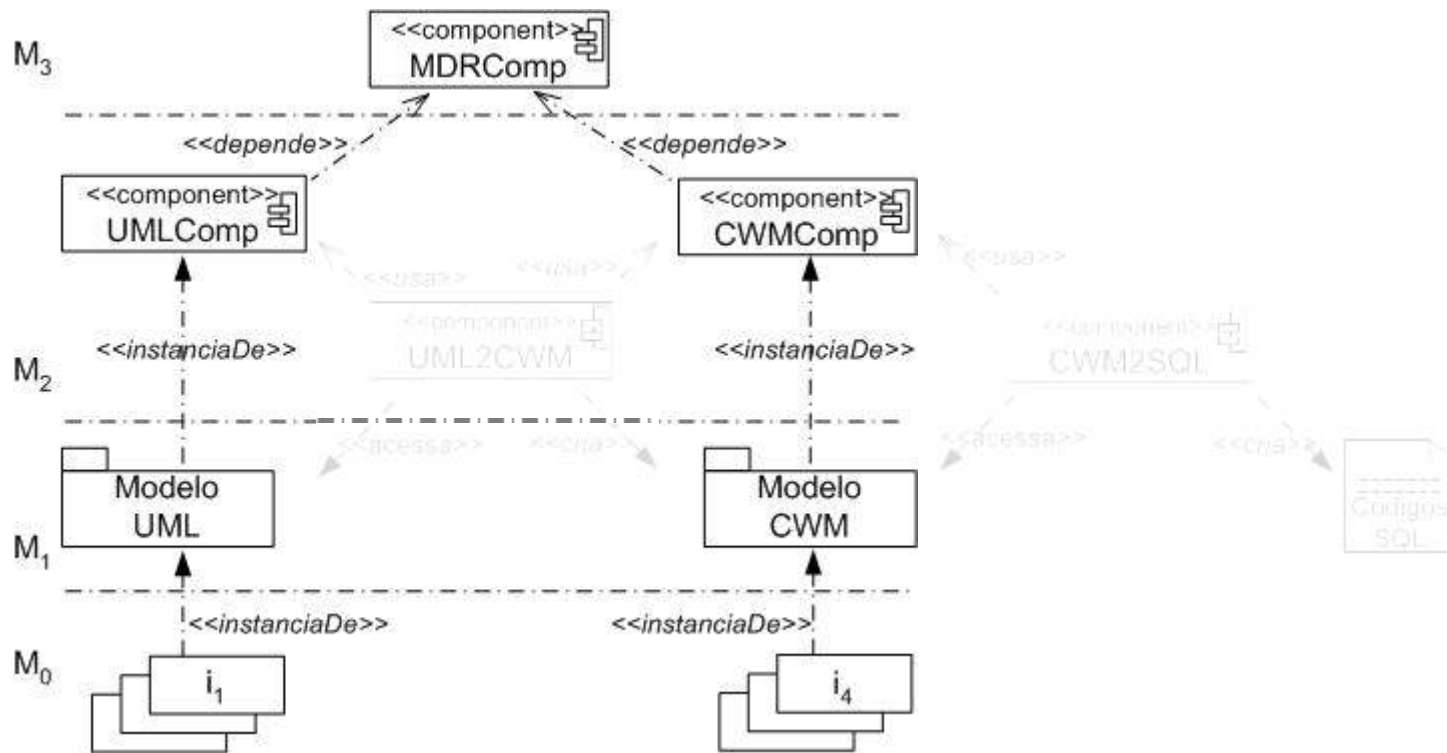 <<component>>
MDRComp
M3
<<depende>>
<<depende>>
<<component>>
UMLComp
<<component>>
CWMComp
<<usa>>
<<usa>>
<<usa>>
<<component>>
UML2CWM
<<component>>
CWM2SQL
<<instanciaDe>>
<<instanciaDe>>
M2
<<acessa>>
<<cria>>
<<acessa>>
<<cria>>
Modelo
UML
Modelo
CWM
Códigos
SQL
M1
<<instanciaDe>>
<<instanciaDe>>
M0
i1
i4